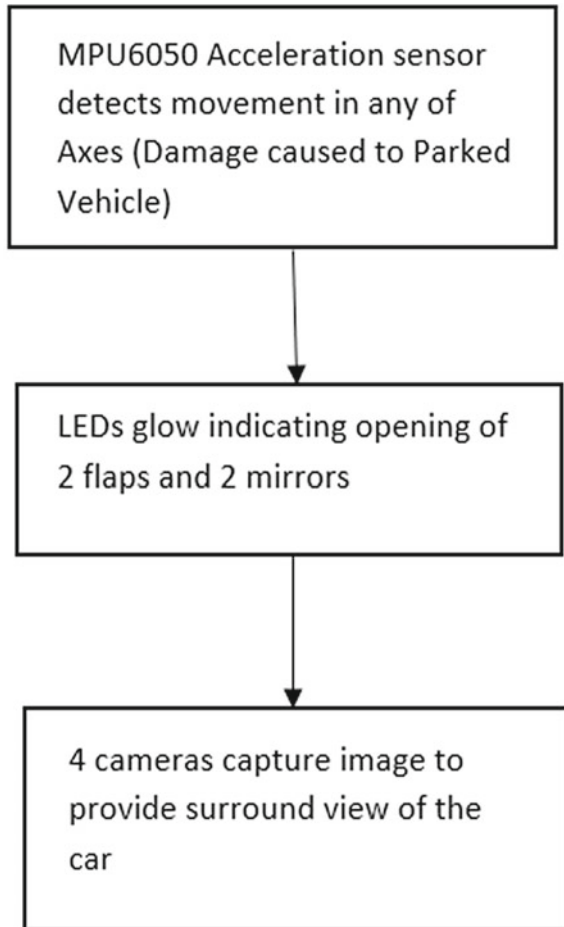 MPU6050 Acceleration sensor
detects movement in any of
Axes (Damage caused to Parked
Vehicle)
LEDs glow indicating opening of
2 flaps and 2 mirrors
4 cameras capture image to
provide surround view of the
car